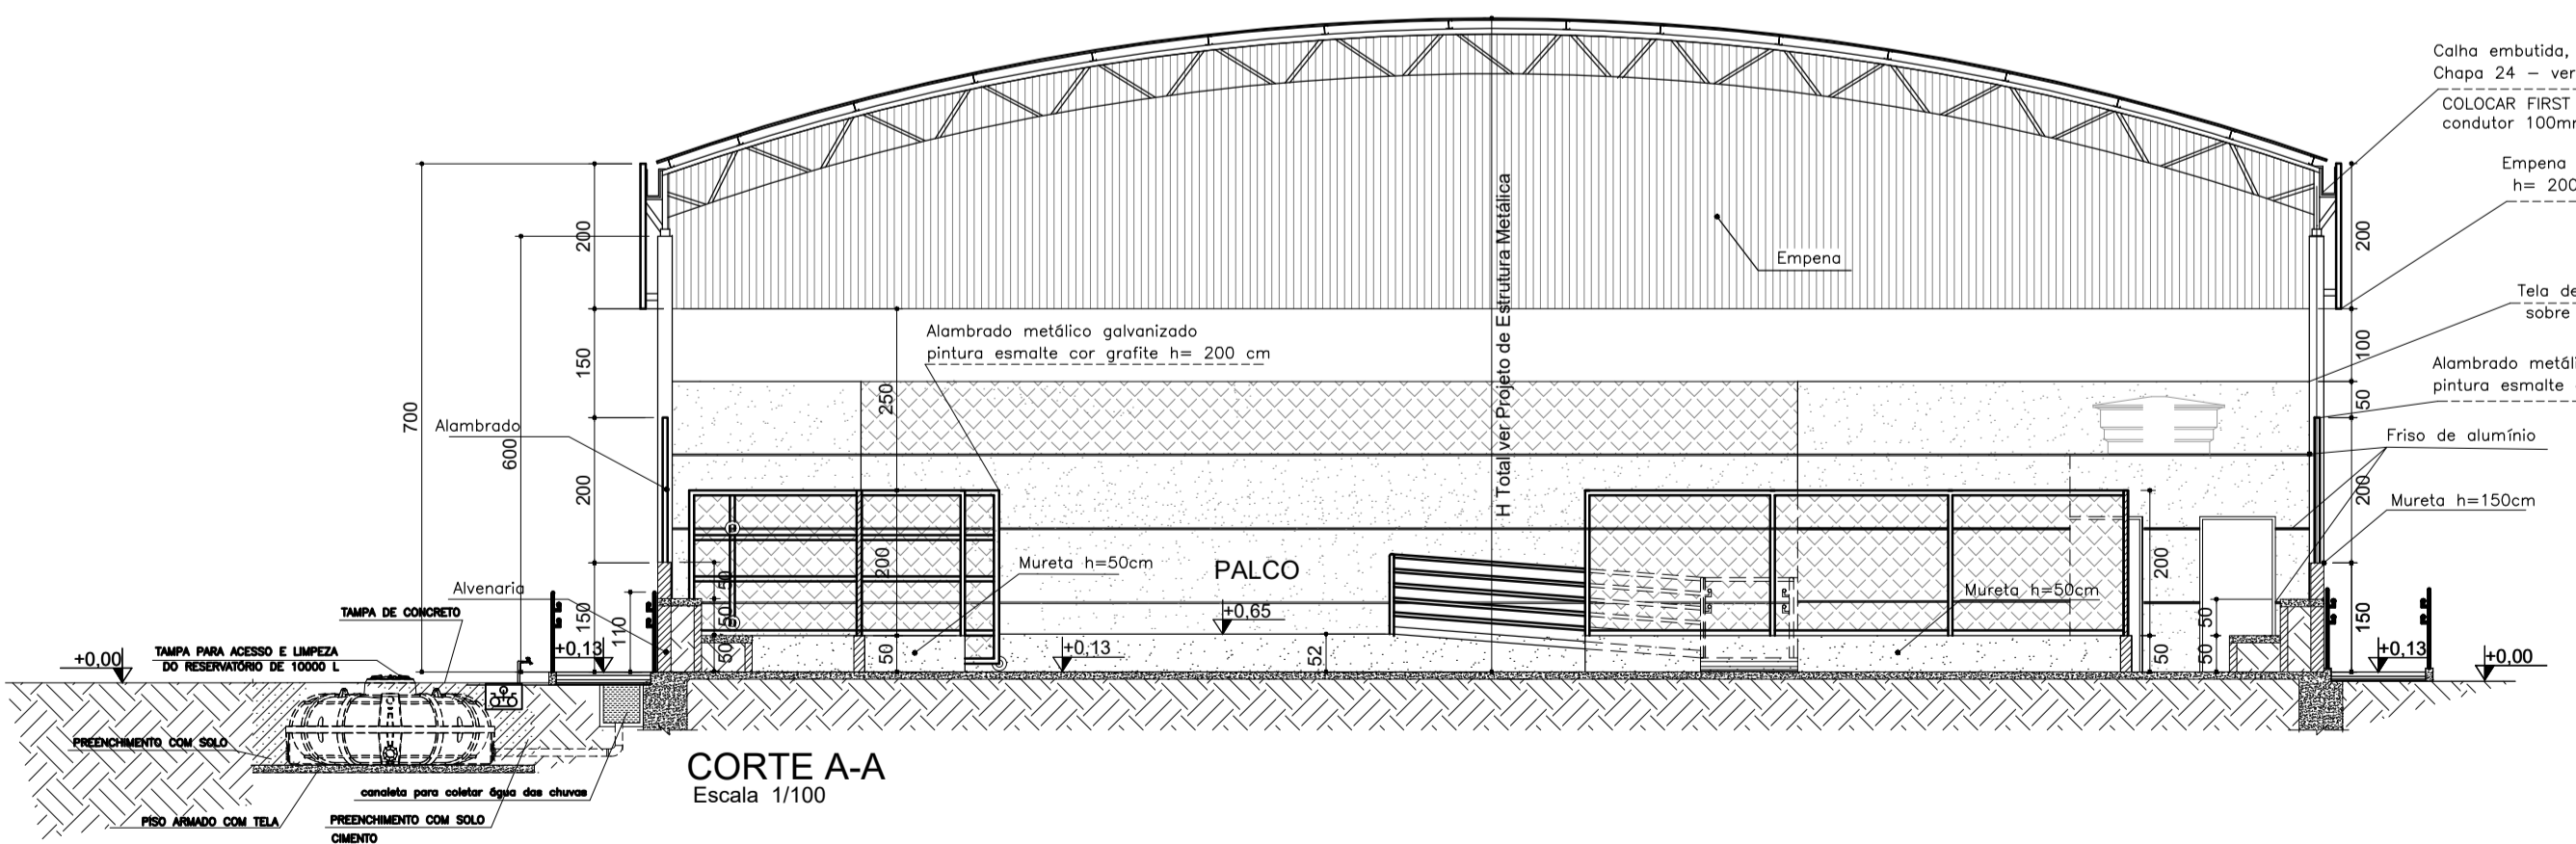 Calha embutida,
Chapa 24 – ver
COLOCAR FIRST
condutor 100mm
Empena
h= 200
200
200
700
600
H Total ver Projeto de Estrutura Metálica
Empena
Tela de
sobre
Alambrado metálico galvanizado
pintura esmalte cor grafite h= 200 cm
150
250
100
Alambrado metáli
pintura esmalte
50
Alambrado
Friso de alumínio
200
200
Mureta h=150cm
Mureta h=50cm
PALCO
200
200
50
50
50
Alvenaria
Mureta h=50cm
TAMPA DE CONCRETO
150
110
+0,65
50
50
150
TAMPA PARA ACESSO E LIMPEZA
DO RESERVATÓRIO DE 10000 L
+0,00
+0,13
50
+0,13
52
50
+0,13
+0,00
PREENCHIMENTO COM SOLO
CORTE A-A
Escala 1/100
canaleta para coletar água das chuvas
PISO ARMADO COM TELA
PREENCHIMENTO COM SOLO
CIMENTO